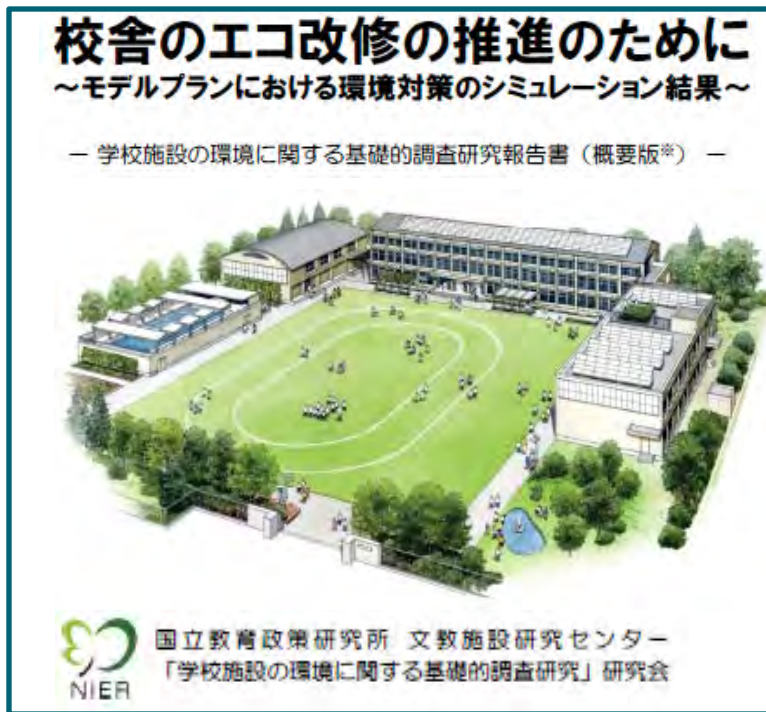 校舎のエコ改修の推進のために
～モデルプランにおける環境対策のシミュレーション結果～
― 学校施設の環境に関する基礎的調査研究報告書（概要版※） ―
国立教育政策研究所 文教施設研究センター
「学校施設の環境に関する基礎的調査研究」研究会
NIER